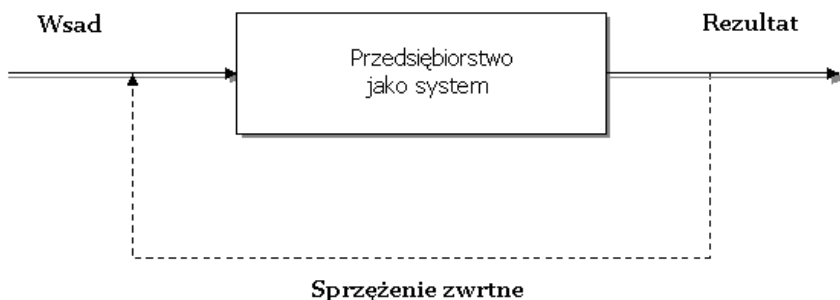 Wsad
Rezultat
Przedsiębiorstwo
jako system
Sprzężenie zwrtne